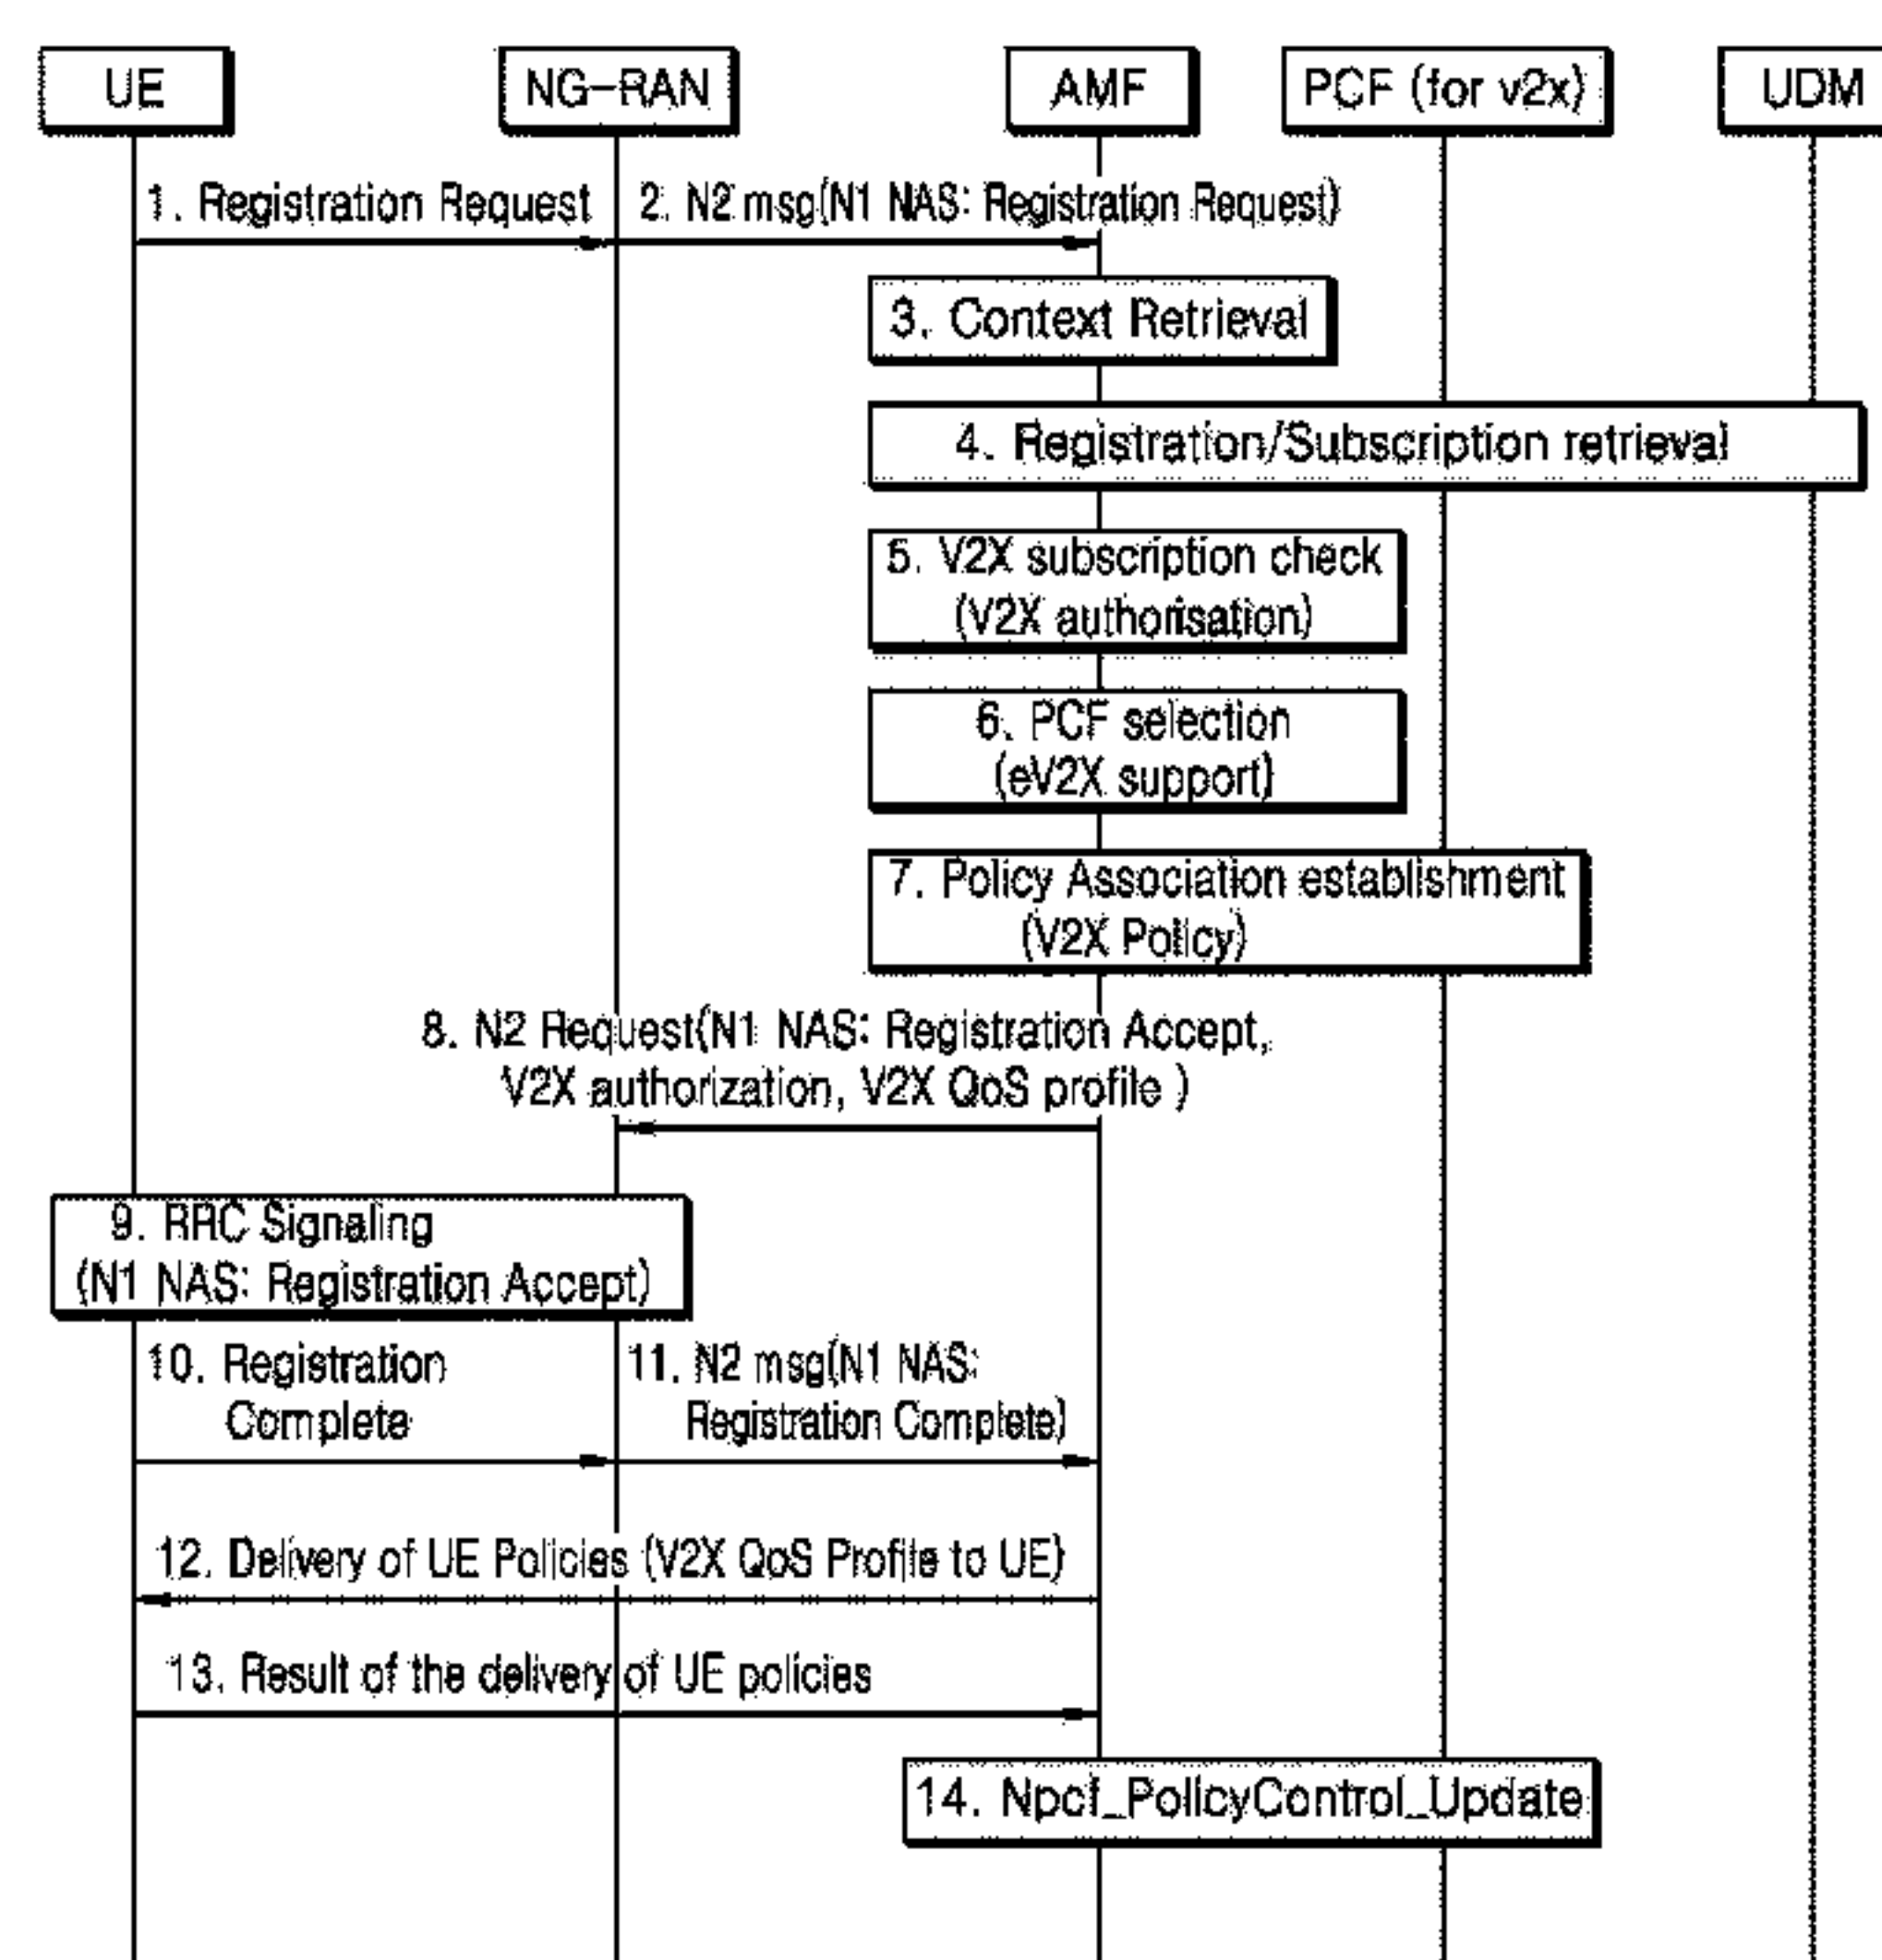 UE
NG-RAN
AMF
PCF (for v2x)
UDM
1. Registration Request
2. N2 msg(N1 NAS: Registration Request)
3. Context Retrieval
4. Registration/Subscription retrieval
5. V2X subscription check
(V2X authorisation)
6. PCF selection
(eV2X support)
7. Policy Association establishment
(V2X Policy)
8. N2 Request(N1 NAS: Registration Accept,
V2X authorization, V2X QoS profile )
9. RRC Signaling
(N1 NAS: Registration Accept)
10. Registration
Complete
11. N2 msg(N1 NAS:
Registration Complete)
12. Delivery of UE Policies (V2X QoS Profile to UE)
13. Result of the delivery of UE policies
14. Npcf_PolicyControl_Update